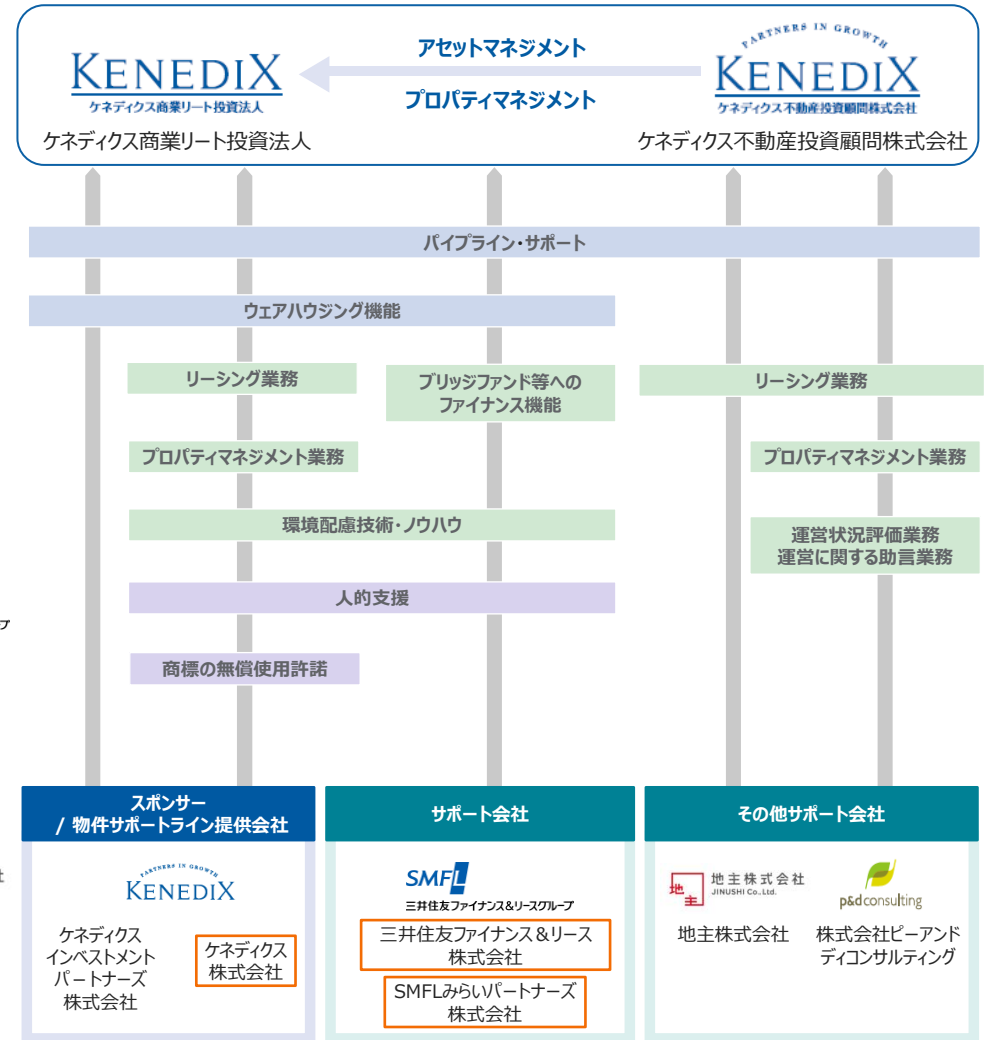 KENEDIX
ケネディクス商業リート投資法人
ケネディクス商業リート投資法人
アセットマネジメント
プロパティマネジメント
PARTNERS IN GROWTH
KENEDIX
ケネディクス不動産投資顧問株式会社
ケネディクス不動産投資顧問株式会社
パイプライン・サポート
ウェアハウジング機能
リーシング業務
ブリッジファンド等への
ファイナンス機能
リーシング業務
プロパティマネジメント業務
プロパティマネジメント業務
環境配慮技術・ノウハウ
運営状況評価業務
運営に関する助言業務
人的支援
プ
商標の無償使用許諾
スポンサー
/ 物件サポートライン提供会社
サポート会社
その他サポート会社
社
PARTNERS IN GROWTH
KENEDIX
ケネディクス
インベストメント
パートナーズ
株式会社
ケネディクス
株式会社
SMFL
三井住友ファイナンス&リースグループ
三井住友ファイナンス&リース
株式会社
SMFLみらいパートナーズ
株式会社
地主
地主株式会社
JINUSHI Co., Ltd.
地主株式会社
p&dconsulting
株式会社ピーアンド
ディコンサルティング